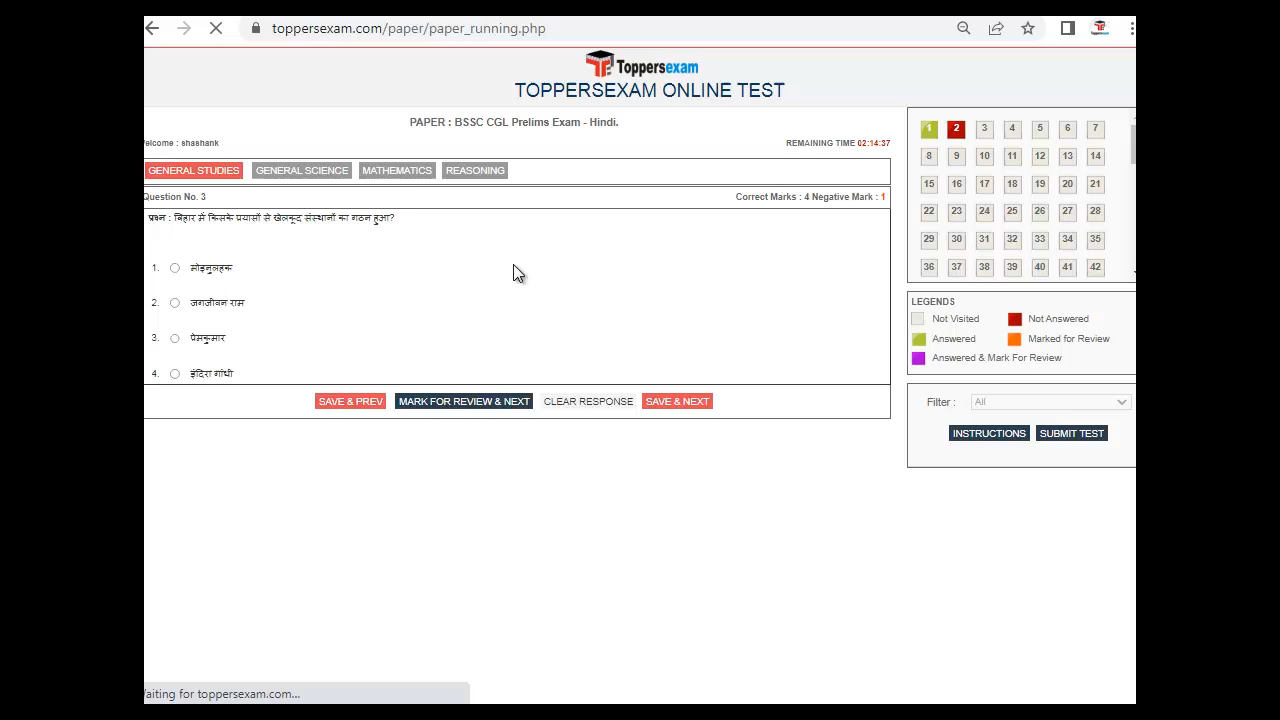 toppersexam.com/paper/paper_running.php
Toppersexam
TOPPERSEXAM ONLINE TEST
PAPER : BSSC CGL Prelims Exam - Hindi.
elcome : shashank
REMAINING TIME 02:14:37
GENERAL STUDIES GENERAL SCIENCE MATHEMATICS REASONING
Question No. 3
Correct Marks : 4 Negative Mark : 1
प्रश्न : बिहार में किसके प्रयासों से खेलकूद संस्थानों का गठन हुआ?
1. मोइनुलहक
2. जगजीवन राम
3. प्रेमकुमार
4. इंदिरा गांधी
SAVE & PREV MARK FOR REVIEW & NEXT CLEAR RESPONSE SAVE & NEXT
1 2 3 4 5 6 7
8 9 10 11 12 13 14
15 16 17 18 19 20 21
22 23 24 25 26 27 28
29 30 31 32 33 34 35
36 37 38 39 40 41 42
LEGENDS
Not Visited Not Answered
Answered Marked for Review
Answered & Mark For Review
Filter : All
INSTRUCTIONS SUBMIT TEST
aiting for toppersexam.com...